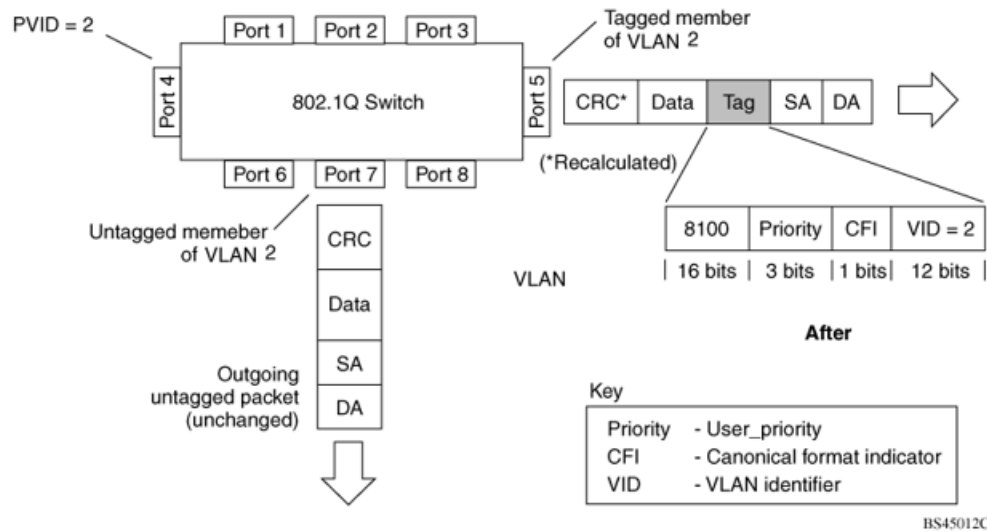 PVID = 2
Port 1
Port 2
Port 3
Tagged member
of VLAN 2
Port 4
802.1Q Switch
Port 5
CRC*
Data
Tag
SA
DA
(*Recalculated)
Port 6
Port 7
Port 8
Untagged memeber
of VLAN 2
CRC
Data
SA
DA
Outgoing
untagged packet
(unchanged)
8100
Priority
CFI
VID = 2
VLAN
16 bits
3 bits
1 bits
12 bits
After
Key
Priority - User_priority
CFI - Canonical format indicator
VID - VLAN identifier
BS45012C